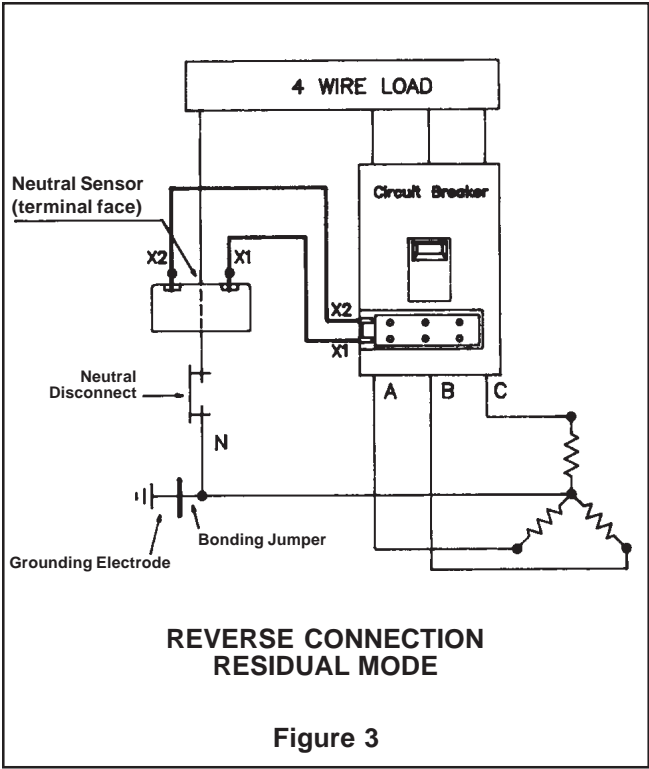 4 WIRE LOAD
Neutral Sensor
(terminal face)
Circuit Breaker
X2
X1
X2
X1
Neutral
Disconnect
A
B
C
N
Bonding Jumper
Grounding Electrode
REVERSE CONNECTION
RESIDUAL MODE
Figure 3